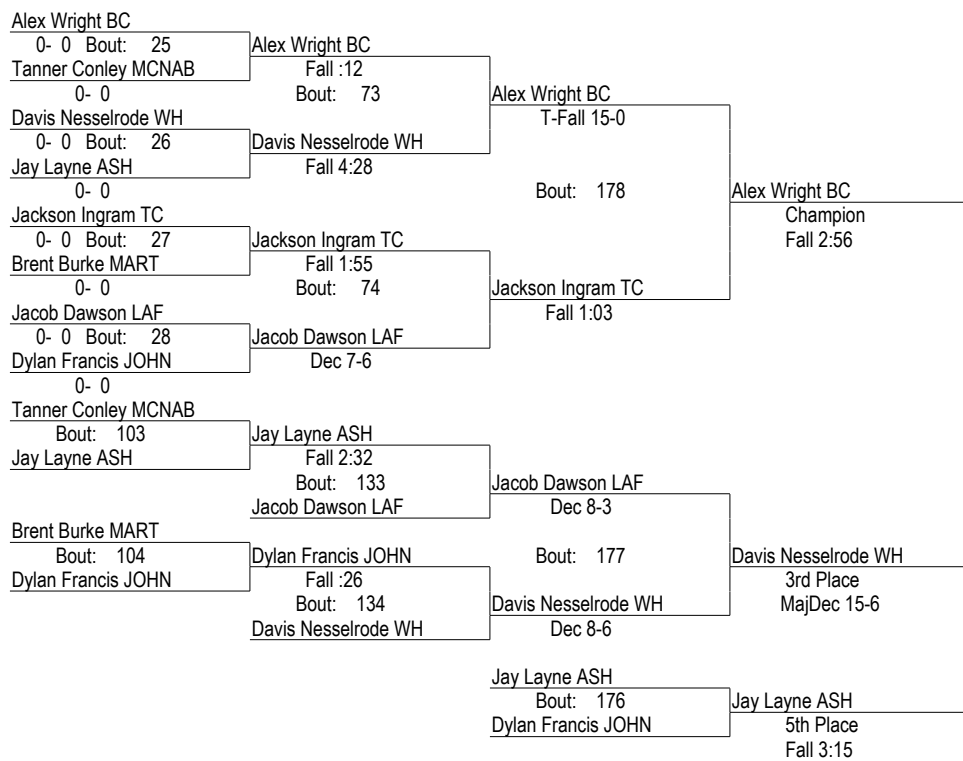 Alex Wright BC
0- 0 Bout: 25
Tanner Conley MCNAB
0- 0
Davis Nesselrode WH
0- 0 Bout: 26
Jay Layne ASH
0- 0
Jackson Ingram TC
0- 0 Bout: 27
Brent Burke MART
0- 0
Jacob Dawson LAF
0- 0 Bout: 28
Dylan Francis JOHN
0- 0
Alex Wright BC
Fall :12
Bout: 73
Davis Nesselrode WH
Fall 4:28
Jackson Ingram TC
Fall 1:55
Bout: 74
Jacob Dawson LAF
Dec 7-6
Alex Wright BC
T-Fall 15-0
Bout: 178
Jackson Ingram TC
Fall 1:03
Alex Wright BC
Champion
Fall 2:56
Tanner Conley MCNAB
Bout: 103
Jay Layne ASH
Brent Burke MART
Bout: 104
Dylan Francis JOHN
Jay Layne ASH
Fall 2:32
Bout: 133
Jacob Dawson LAF
Dylan Francis JOHN
Fall :26
Bout: 134
Davis Nesselrode WH
Jacob Dawson LAF
Dec 8-3
Bout: 177
Davis Nesselrode WH
Dec 8-6
Davis Nesselrode WH
3rd Place
MajDec 15-6
Jay Layne ASH
Bout: 176
Dylan Francis JOHN
Jay Layne ASH
5th Place
Fall 3:15